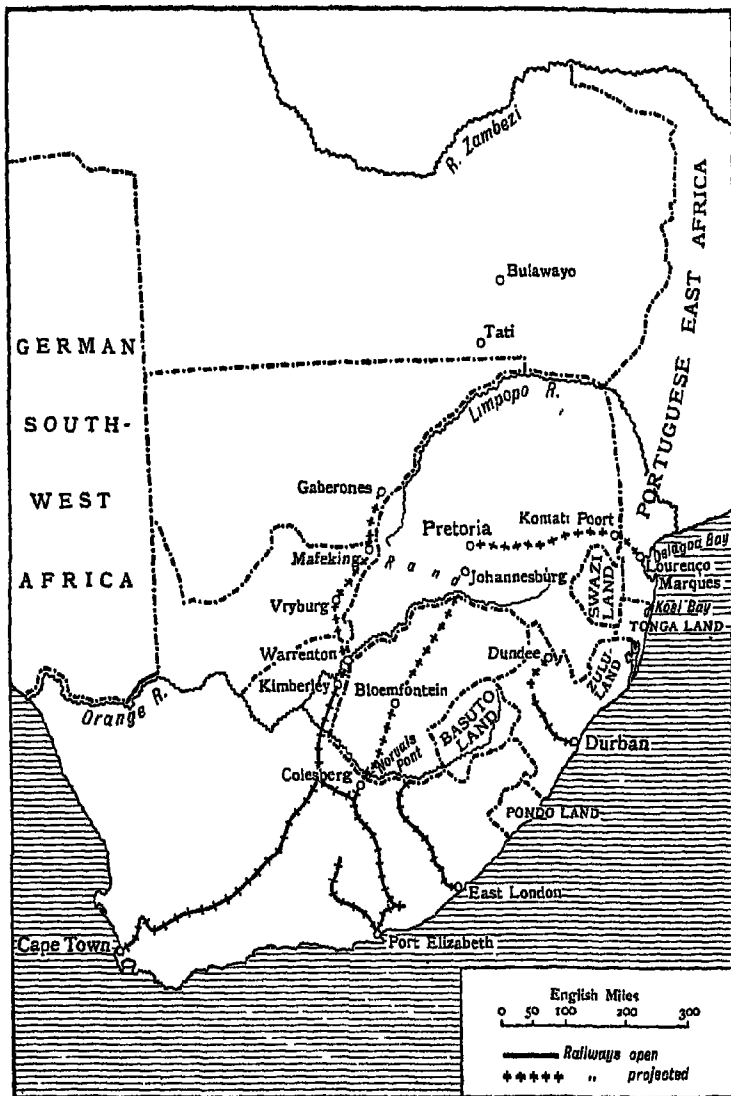 R. Zambezi
Bulawayo
Tati
GERMAN
SOUTH-
WEST
AFRICA
PORTUGUESE EAST AFRICA
Limpopo R.
Gaberones
Pretoria
Komati Poort
Delagoa Bay
Mafeking
Rand
Johannesburg
Lourenço
Marques
SWAZI
LAND
Kosi Bay
TONGA LAND
Vryburg
Warrenton
Dundee
ZULU-
LAND
Kimberley
Bloemfontein
Orange R.
BASUTO
LAND
Durban
Norvals
Pont
Colesberg
PONDO LAND
East London
Cape Town
Port Elizabeth
English Miles
0 50 100 200 300
Railways open
„ projected